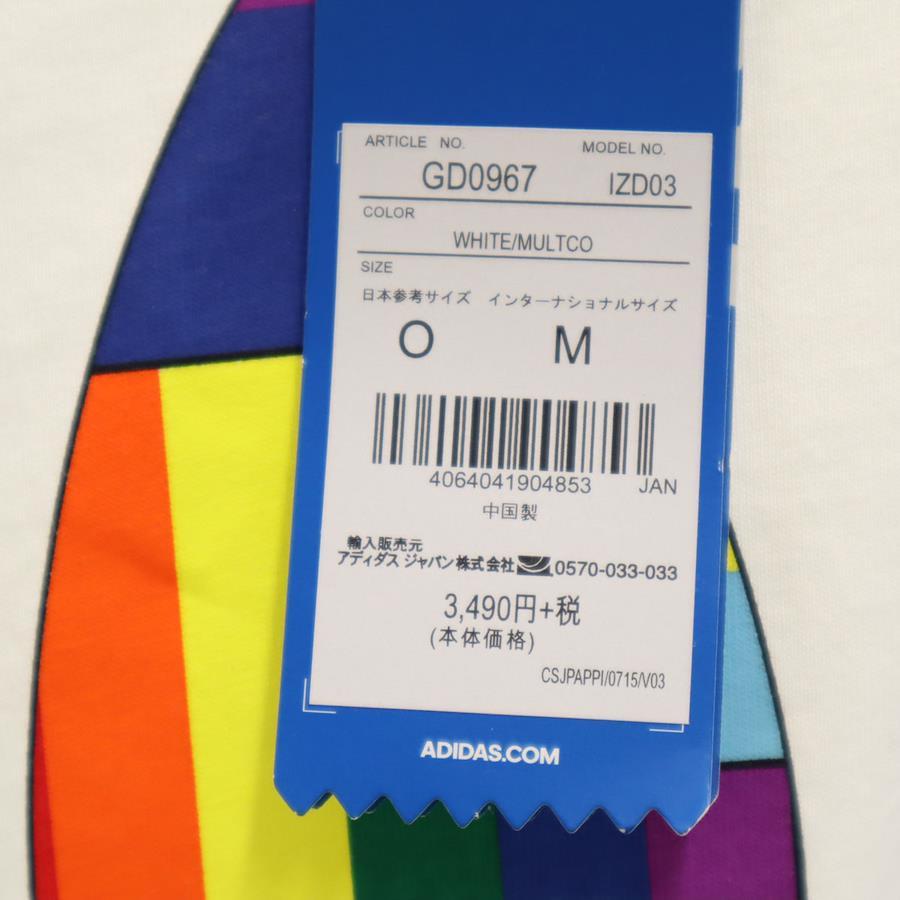 ARTICLE NO. MODEL NO.
GD0967 IZD03
COLOR
WHITE/MULTCO
SIZE
日本参考サイズ インターナショナルサイズ
O M
4064041904853 JAN
中国製
輸入販売元
アディダス ジャパン株式会社 0570-033-033
3,490円+税
(本体価格)
CSJPAPPI/0715/V03
ADIDAS.COM